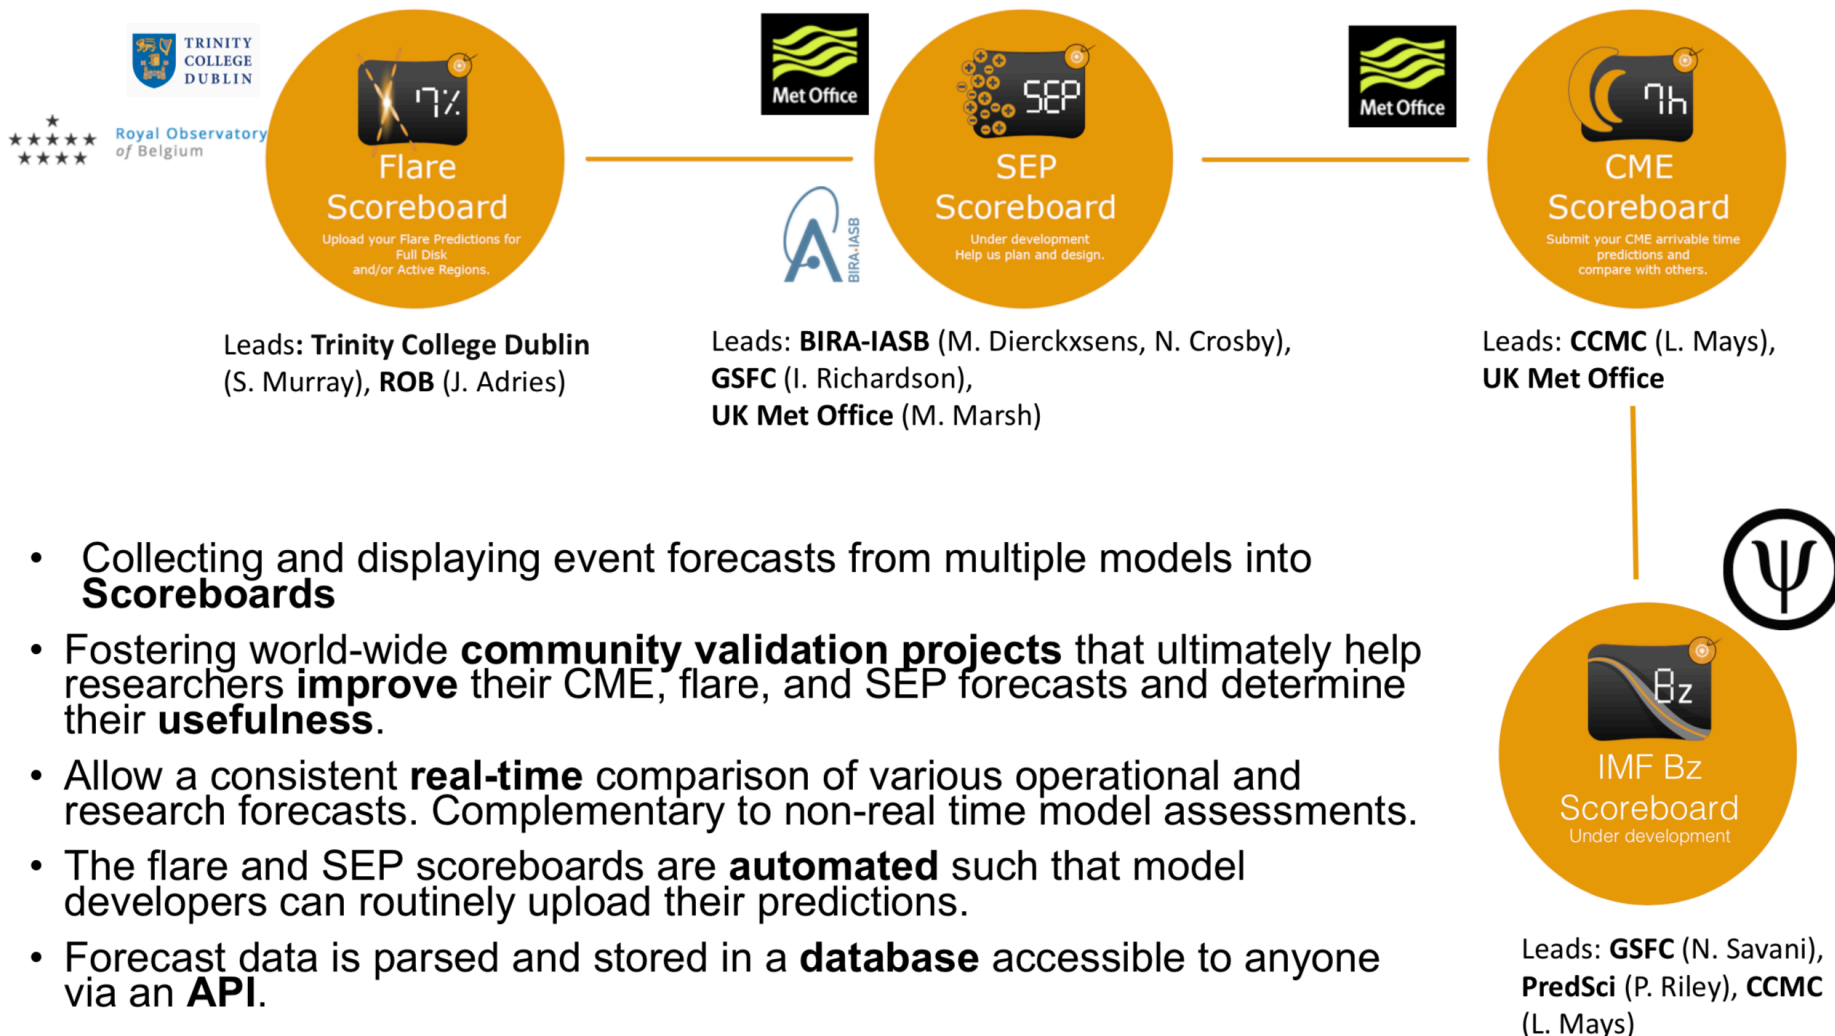 TRINITY
COLLEGE
DUBLIN
Royal Observatory
of Belgium
7%
Flare
Scoreboard
Upload your Flare Predictions for
Full Disk
and/or Active Regions.
Leads: Trinity College Dublin
(S. Murray), ROB (J. Adries)
Met Office
BIRA-IASB
SEP
SEP
Scoreboard
Under development
Help us plan and design.
Leads: BIRA-IASB (M. Dierckxsens, N. Crosby),
GSFC (I. Richardson),
UK Met Office (M. Marsh)
Met Office
7h
CME
Scoreboard
Submit your CME arrivable time
predictions and
compare with others.
Leads: CCMC (L. Mays),
UK Met Office
• Collecting and displaying event forecasts from multiple models into
Scoreboards
• Fostering world-wide community validation projects that ultimately help
researchers improve their CME, flare, and SEP forecasts and determine
their usefulness.
• Allow a consistent real-time comparison of various operational and
research forecasts. Complementary to non-real time model assessments.
• The flare and SEP scoreboards are automated such that model
developers can routinely upload their predictions.
• Forecast data is parsed and stored in a database accessible to anyone
via an API.
Ψ
Bz
IMF Bz
Scoreboard
Under development
Leads: GSFC (N. Savani),
PredSci (P. Riley), CCMC
(L. Mays)